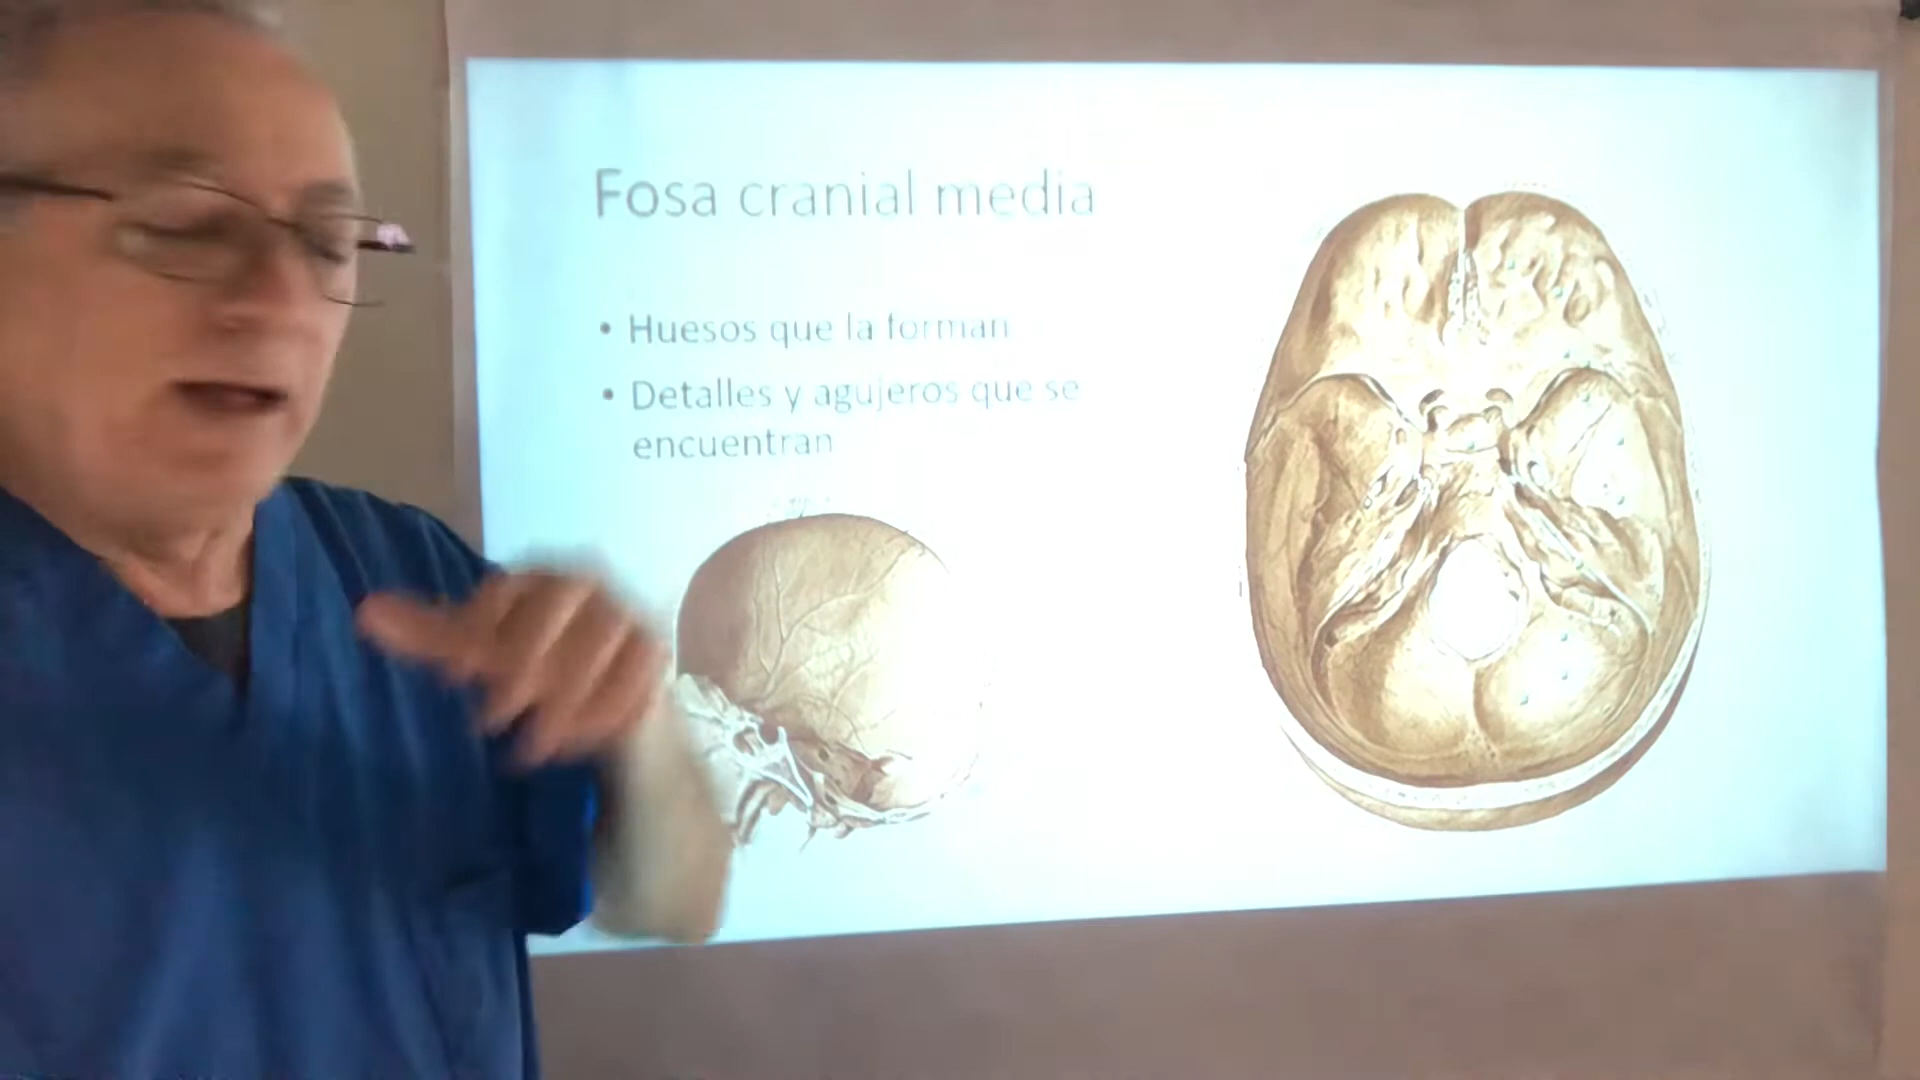 Fosa cranial media
• Huesos que la forman
• Detalles y agujeros que se
encuentran